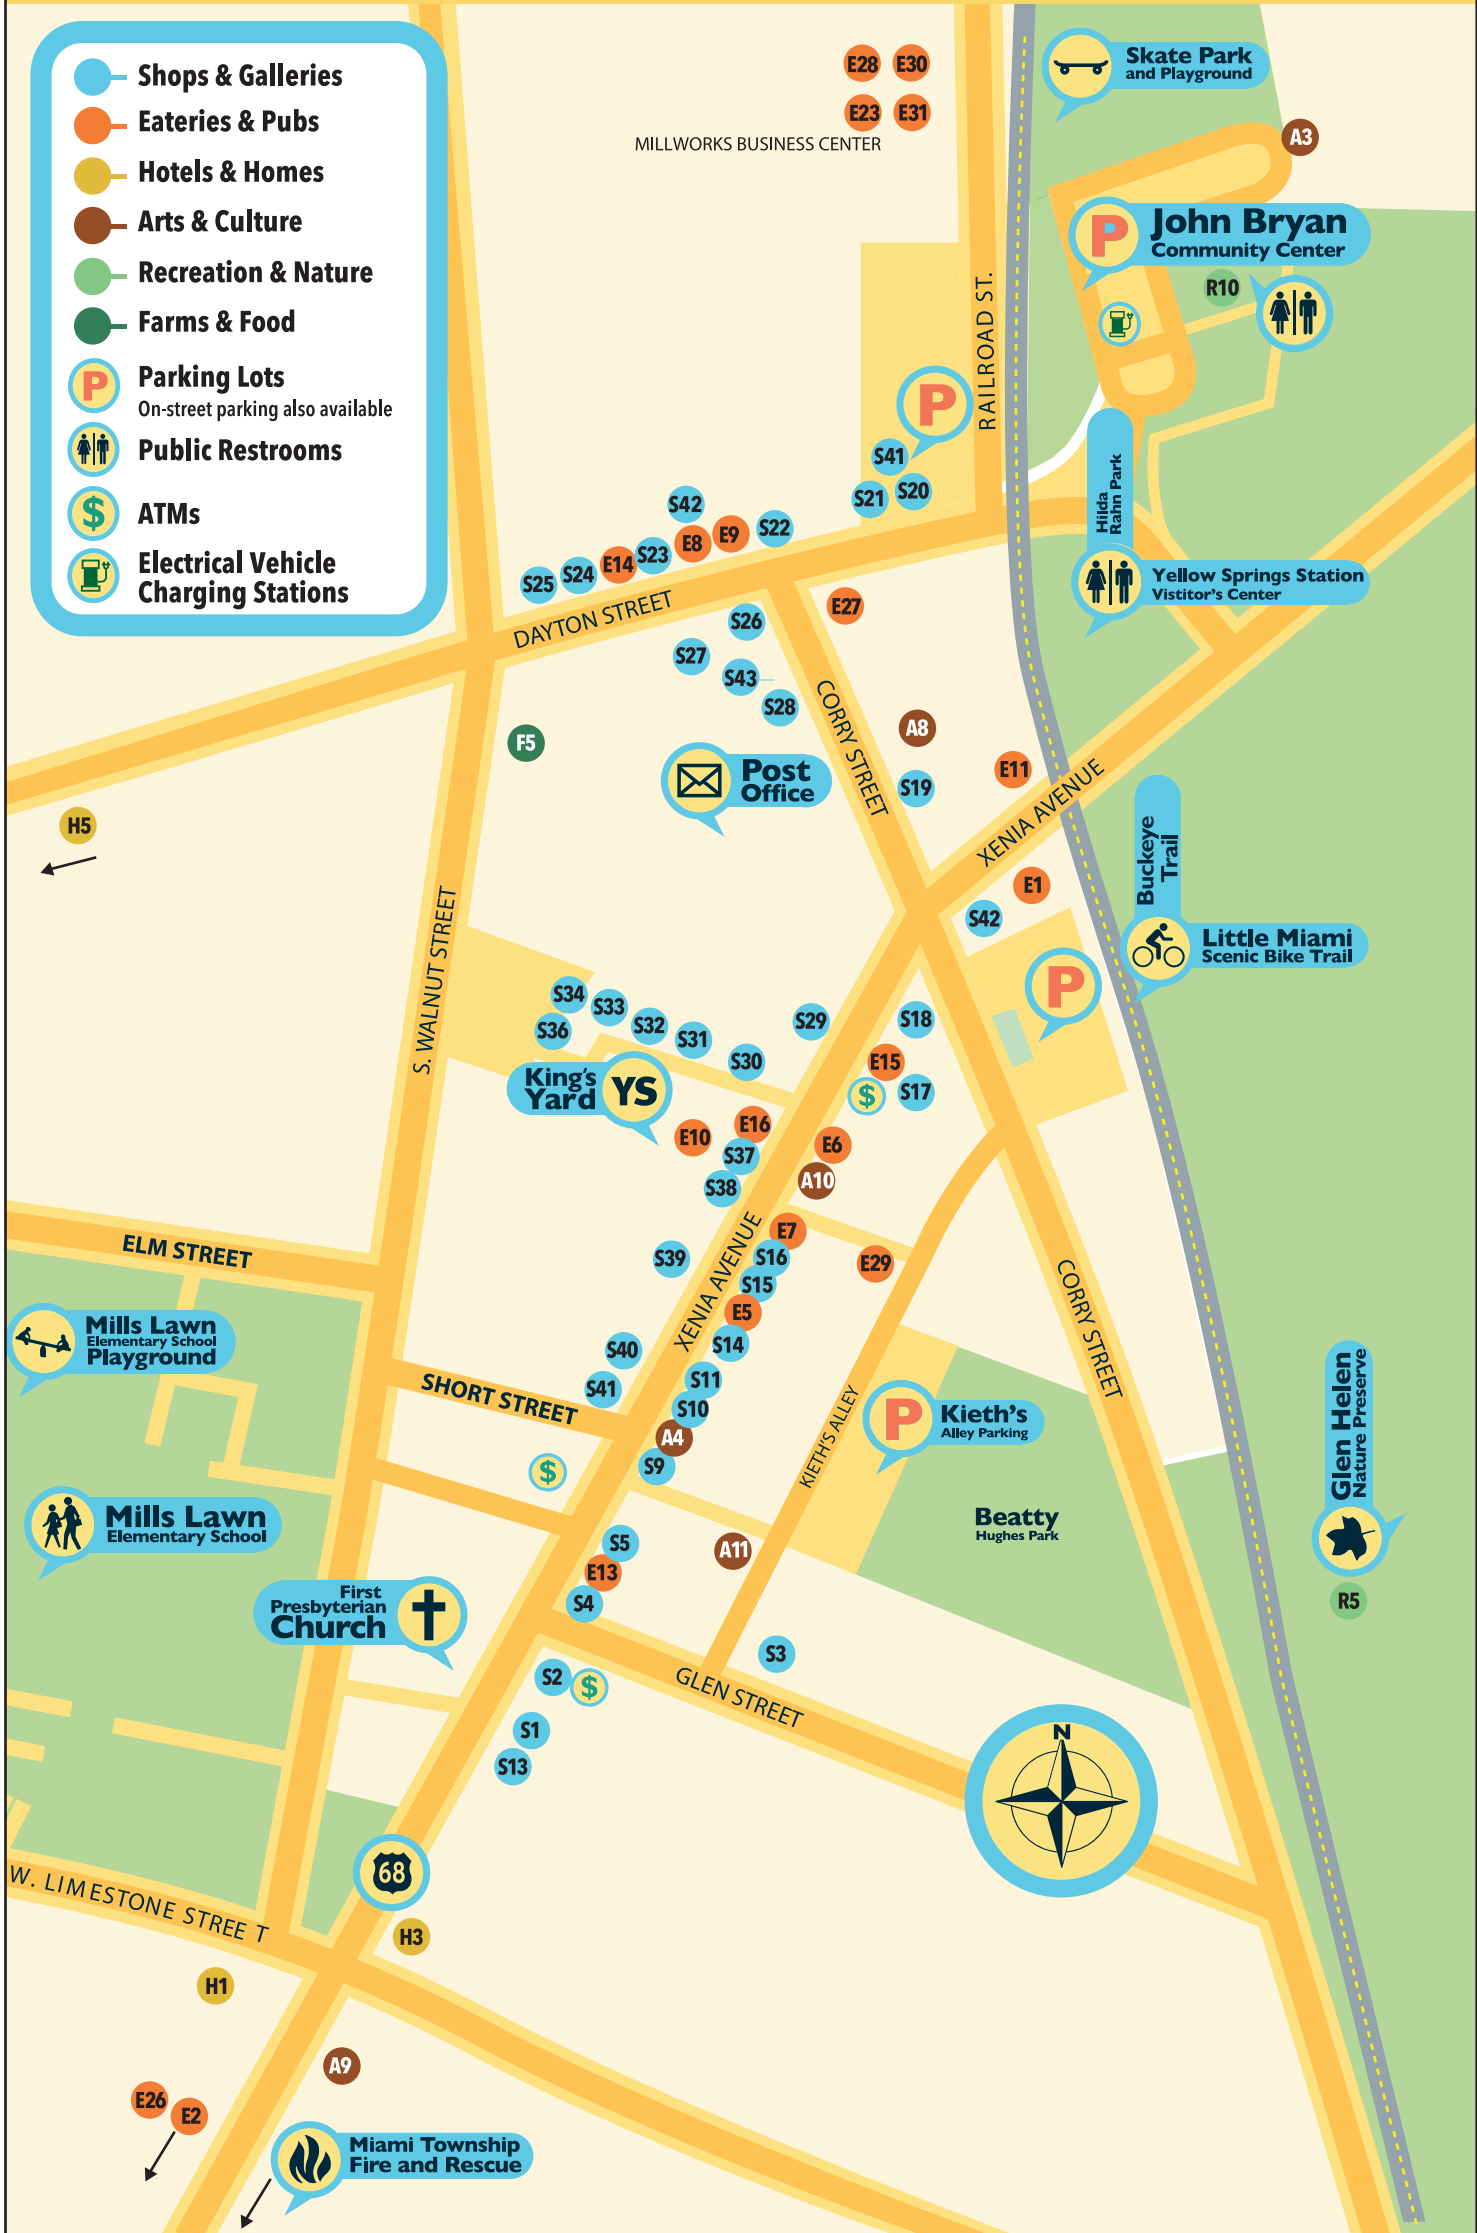 Shops & Galleries
Eateries & Pubs
Hotels & Homes
Arts & Culture
Recreation & Nature
Farms & Food
P
Parking Lots
On-street parking also available
Public Restrooms
$
ATMs
Electrical Vehicle
Charging Stations
E28
E30
E23
E31
MILLWORKS BUSINESS CENTER
Skate Park
and Playground
A3
P
John Bryan
Community Center
R10
RAILROAD ST.
P
S41
S21
S20
Hilda
Rahn Park
Yellow Springs Station
Vistitor's Center
S42
S22
E9
E8
S23
E14
S24
S25
DAYTON STREET
E27
S26
S27
S43
S28
CORRY STREET
F5
Post
Office
A8
S19
E11
XENIA AVENUE
H5
E1
S42
Buckeye
Trail
Little Miami
Scenic Bike Trail
P
S. WALNUT STREET
S34
S33
S36
S32
S31
S30
S29
S18
E15
$
S17
King's
Yard
YS
E10
E16
S37
S38
E6
A10
E7
S16
S15
E5
S14
E29
S39
XENIA AVENUE
ELM STREET
CORRY STREET
Mills Lawn
Elementary School
Playground
S40
S41
S11
S10
A4
S9
SHORT STREET
$
KIETH'S ALLEY
P
Kieth's
Alley Parking
Glen Helen
Nature Preserve
R5
Beatty
Hughes Park
Mills Lawn
Elementary School
S5
E13
S4
A11
First
Presbyterian
Church
S3
GLEN STREET
S2
$
S1
S13
N
68
W. LIMESTONE STREE T
H3
H1
A9
E26
E2
Miami Township
Fire and Rescue